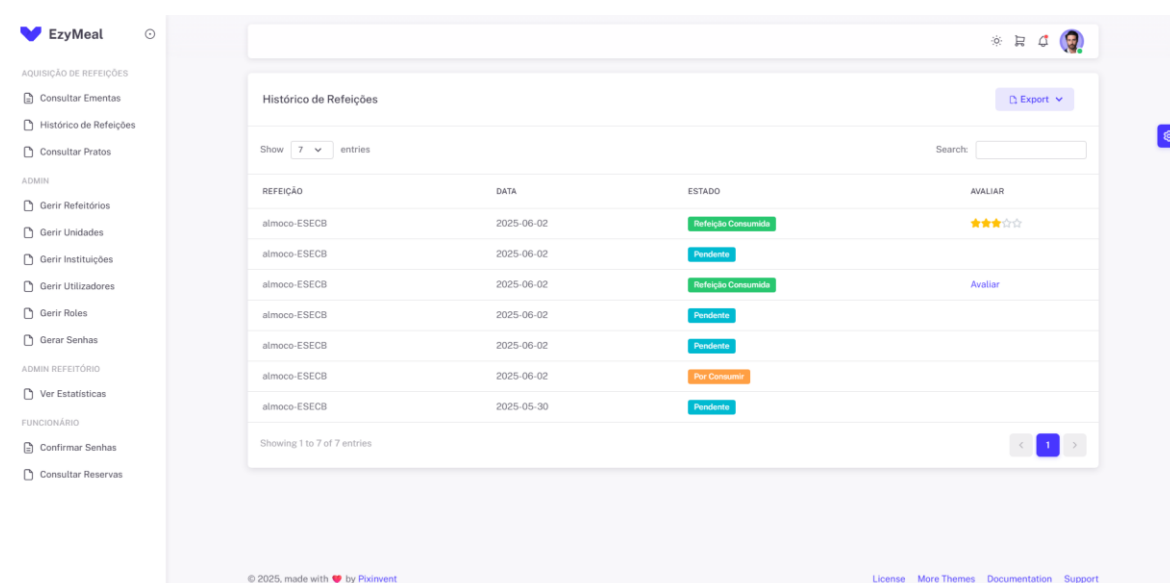 EzyMeal
AQUISIÇÃO DE REFEIÇÕES
Consultar Ementas
Histórico de Refeições
Consultar Pratos
ADMIN
Gerir Refeitórios
Gerir Unidades
Gerir Instituições
Gerir Utilizadores
Gerir Roles
Gerar Senhas
ADMIN REFEITÓRIO
Ver Estatísticas
FUNCIONÁRIO
Confirmar Senhas
Consultar Reservas
Histórico de Refeições
Export
Show 7 entries
Search:
REFEIÇÃO DATA ESTADO AVALIAR
almoco-ESECB 2025-06-02 Refeição Consumida
almoco-ESECB 2025-06-02 Pendente
almoco-ESECB 2025-06-02 Refeição Consumida Avaliar
almoco-ESECB 2025-06-02 Pendente
almoco-ESECB 2025-06-02 Pendente
almoco-ESECB 2025-06-02 Por Consumir
almoco-ESECB 2025-05-30 Pendente
Showing 1 to 7 of 7 entries
1
© 2025, made with ❤ by Pixinvent
License More Themes Documentation Support